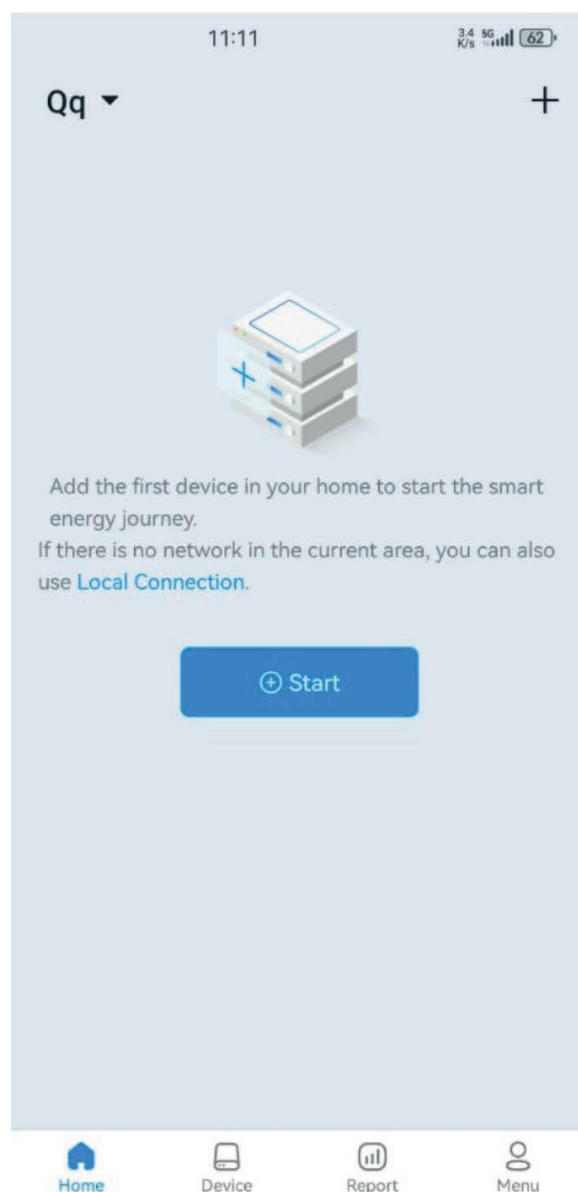 11:11
3.4 K/s 5G 62
Qq
Add the first device in your home to start the smart
energy journey.
If there is no network in the current area, you can also
use Local Connection.
Start
Home Device Report Menu